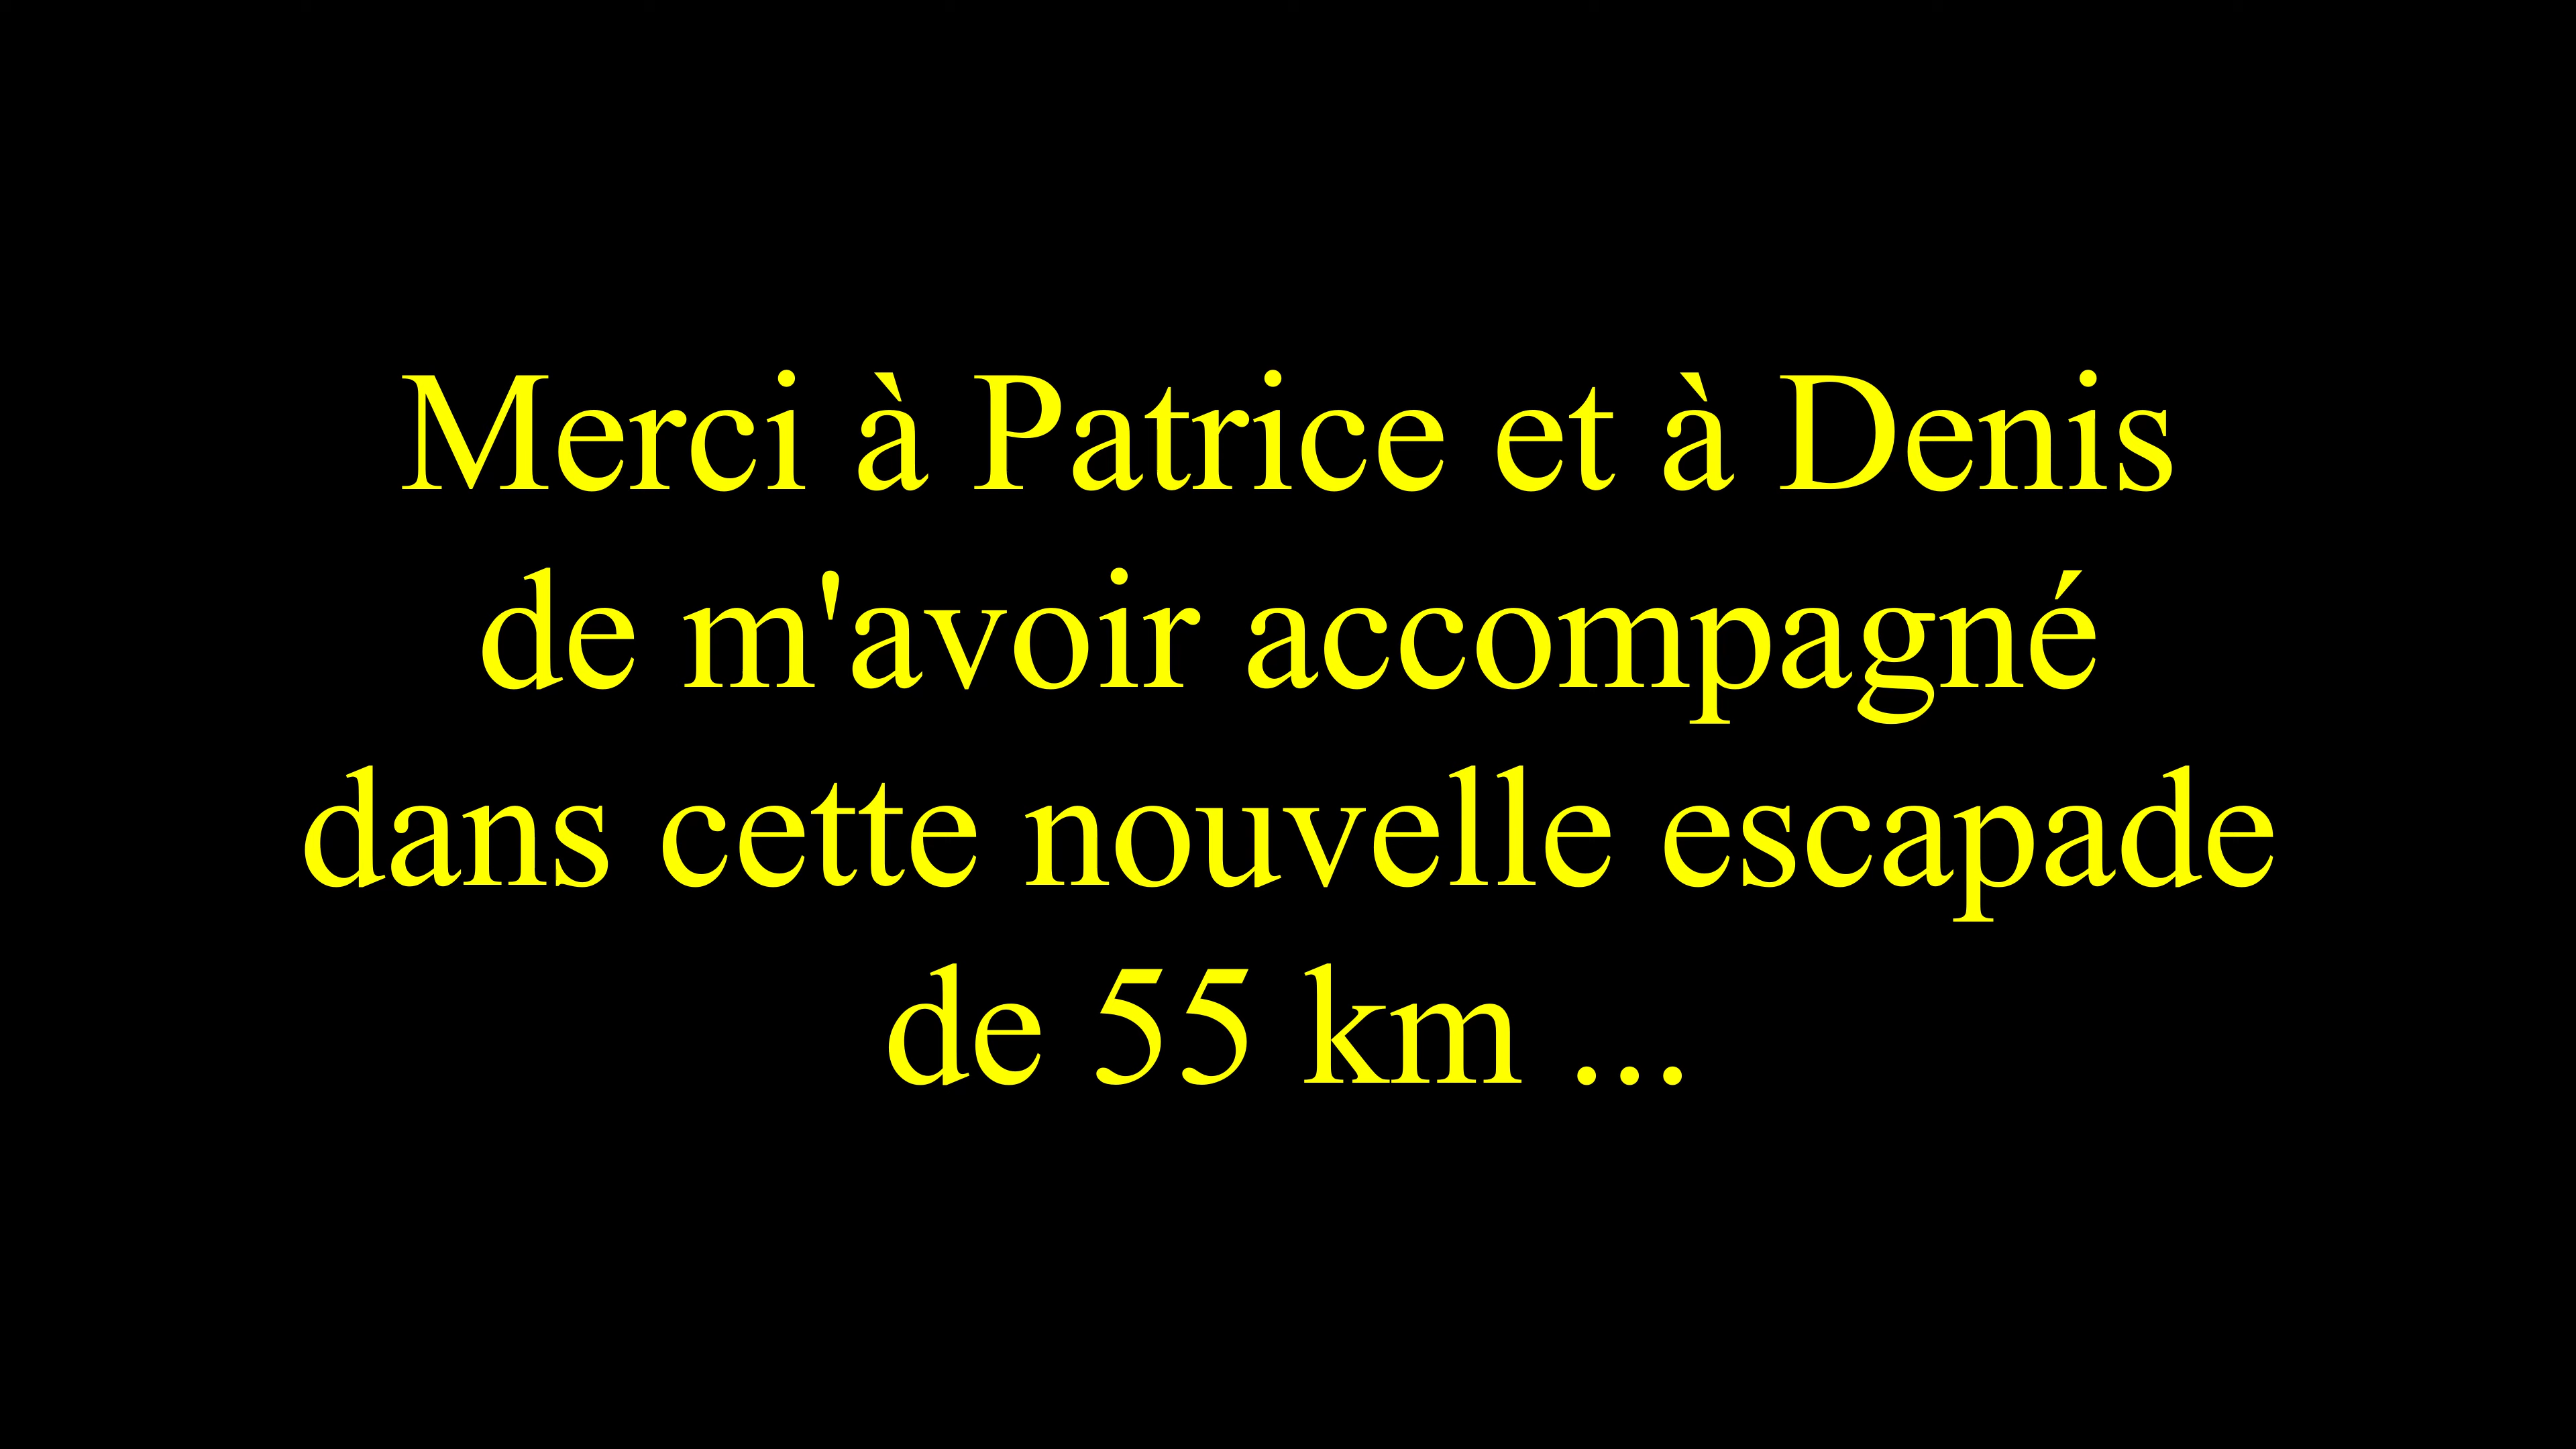 Merci à Patrice et à Denis
de m'avoir accompagné
dans cette nouvelle escapade
de 55 km ...